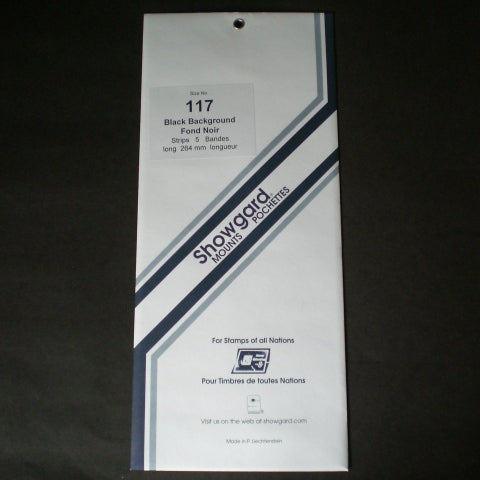 Size No
117
Black Background
Fond Noir
Strips 5 Bandes
long 264 mm longueur
Showgard®
MOUNTS POCHETTES
For Stamps of all Nations
Pour Timbres de toutes Nations
Visit us on the web at showgard.com
Made in P. Liechtenstein